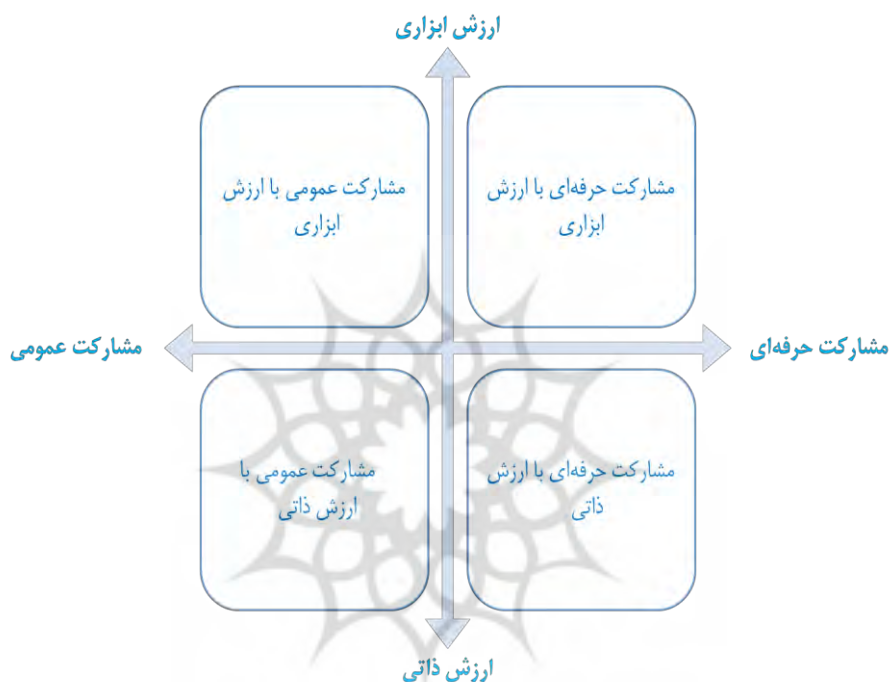 ارزش ابزاری
مشارکت حرفه‌ای با ارزش
ابزاری
مشارکت عمومی با ارزش
ابزاری
مشارکت حرفه‌ای
مشارکت عمومی
مشارکت حرفه‌ای با ارزش
ذاتی
مشارکت عمومی با
ارزش ذاتی
ارزش ذاتی